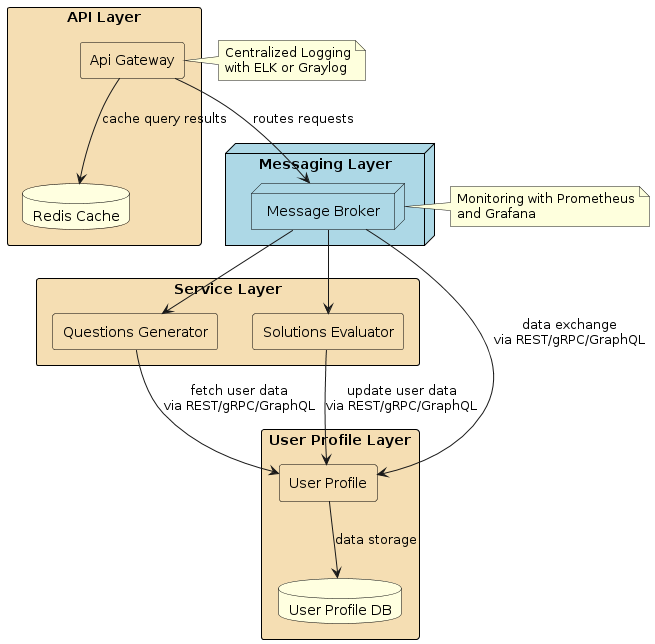 API Layer
Api Gateway
Centralized Logging
with ELK or Graylog
cache query results
routes requests
Redis Cache
Messaging Layer
Message Broker
Monitoring with Prometheus
and Grafana
Service Layer
Questions Generator
Solutions Evaluator
data exchange
via REST/gRPC/GraphQL
fetch user data
via REST/gRPC/GraphQL
update user data
via REST/gRPC/GraphQL
User Profile Layer
User Profile
data storage
User Profile DB